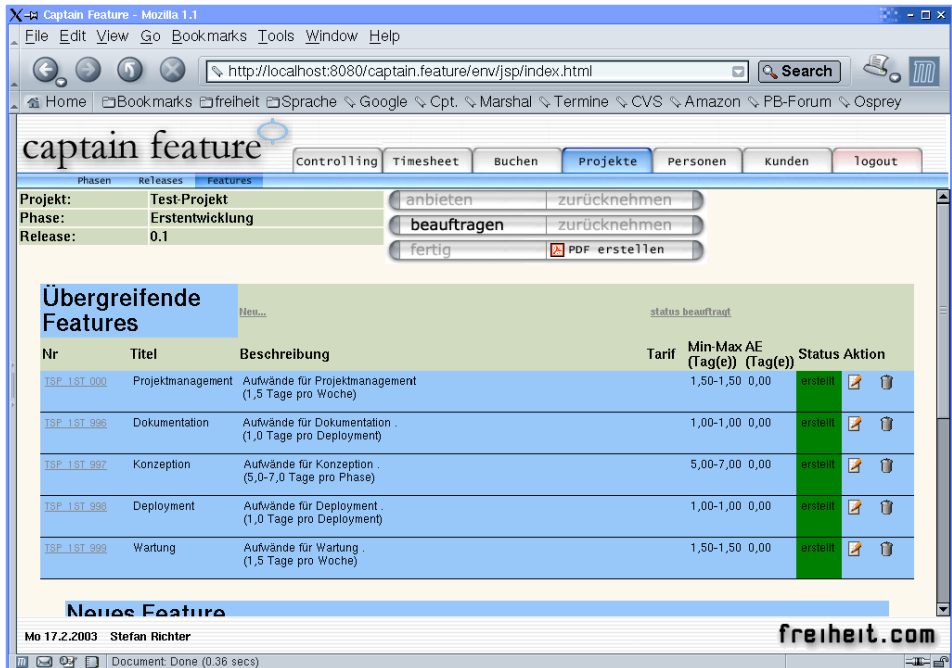 Captain Feature - Mozilla 1.1
File Edit View Go Bookmarks Tools Window Help
http://localhost:8080/captain.feature/env/jsp/index.html Search
Home Bookmarks freiheit Sprache Google Cpt. Marshal Termine CVS Amazon PB-Forum Osprey
captain feature
Controlling Timesheet Buchen Projekte Personen Kunden logout
Phasen Releases Features
Projekt: Test-Projekt anbieten zurücknehmen
Phase: Erstentwicklung beauftragen zurücknehmen
Release: 0.1 fertig PDF erstellen
Übergreifende
Features
Neu... status beauftragt
Nr Titel Beschreibung Tarif Min-Max (Tag(e)) AE (Tag(e)) Status Aktion
TSP_1ST_000 Projektmanagement Aufwände für Projektmanagement 1,50-1,50 0,00 erstellt
(1,5 Tage pro Woche)
TSP_1ST_996 Dokumentation Aufwände für Dokumentation . 1,00-1,00 0,00 erstellt
(1,0 Tage pro Deployment)
TSP_1ST_997 Konzeption Aufwände für Konzeption . 5,00-7,00 0,00 erstellt
(5,0-7,0 Tage pro Phase)
TSP_1ST_998 Deployment Aufwände für Deployment . 1,00-1,00 0,00 erstellt
(1,0 Tage pro Deployment)
TSP_1ST_999 Wartung Aufwände für Wartung . 1,50-1,50 0,00 erstellt
(1,5 Tage pro Woche)
Neues Feature
Mo 17.2.2003 Stefan Richter freiheit.com
Document: Done (0.36 secs)